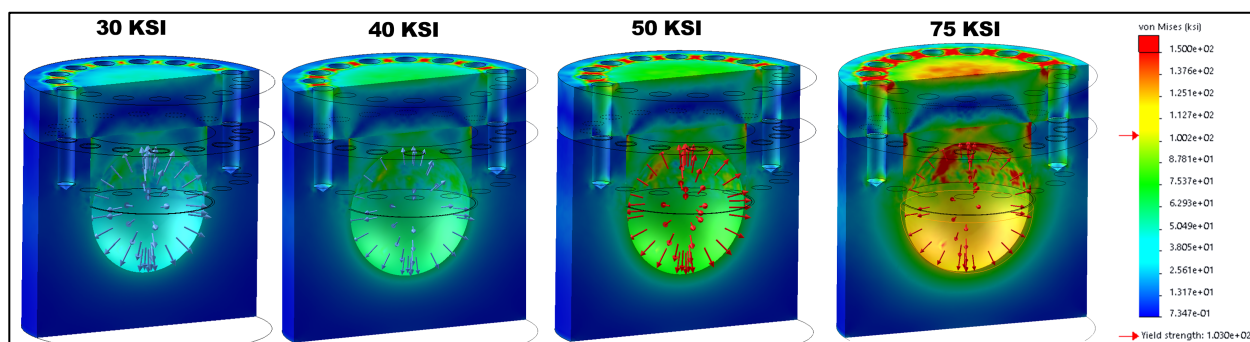 30 KSI
40 KSI
50 KSI
75 KSI
von Mises (ksi)
1.500e+02
1.376e+02
1.251e+02
1.127e+02
1.002e+02
8.781e+01
7.537e+01
6.293e+01
5.049e+01
3.805e+01
2.561e+01
1.317e+01
7.347e-01
Yield strength: 1.030e+02